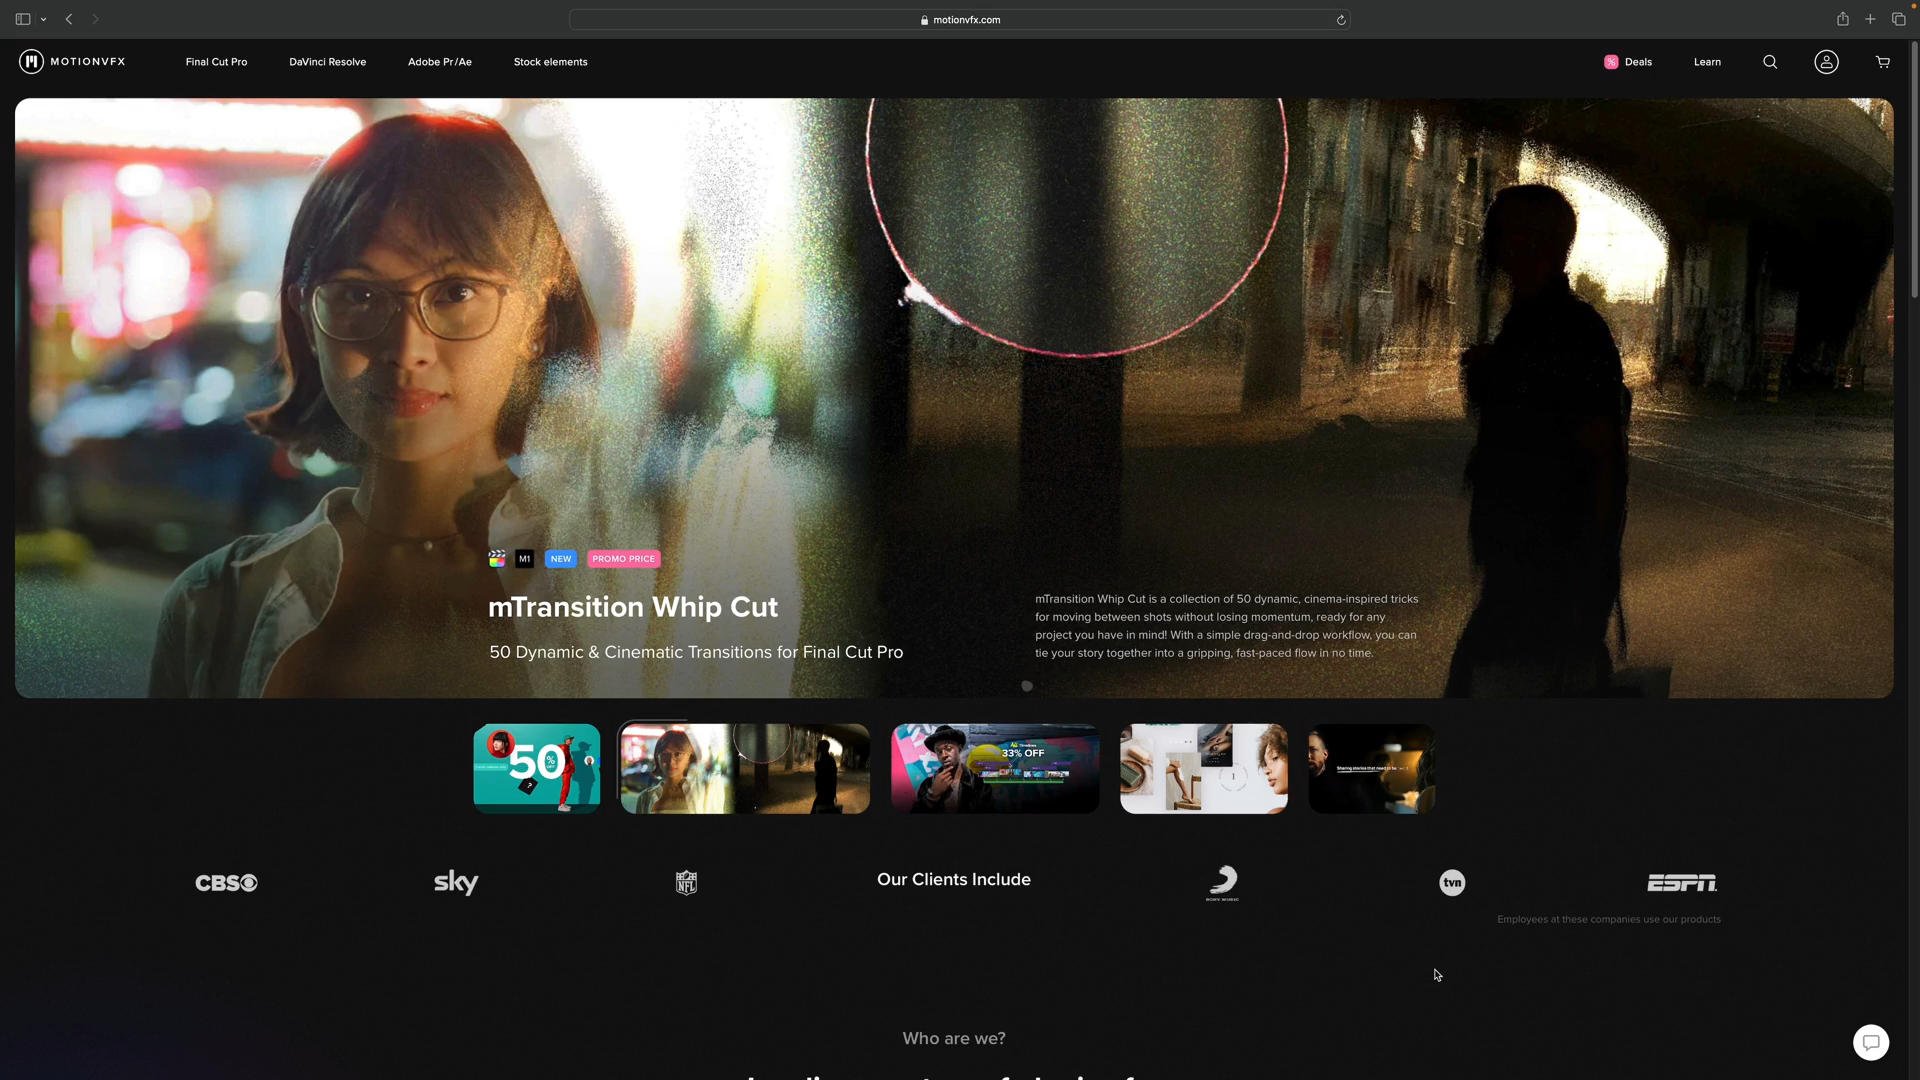 motionvfx.com
MOTIONVFX
Final Cut Pro
DaVinci Resolve
Adobe Pr/Ae
Stock elements
%
Deals
Learn
M1
NEW
PROMO PRICE
mTransition Whip Cut
50 Dynamic & Cinematic Transitions for Final Cut Pro
mTransition Whip Cut is a collection of 50 dynamic, cinema-inspired tricks
for moving between shots without losing momentum, ready for any
project you have in mind! With a simple drag-and-drop workflow, you can
tie your story together into a gripping, fast-paced flow in no time.
50%
33% OFF
CBS
sky
NFL
Our Clients Include
SONY MUSIC
tvn
ESPN
Employees at these companies use our products
Who are we?